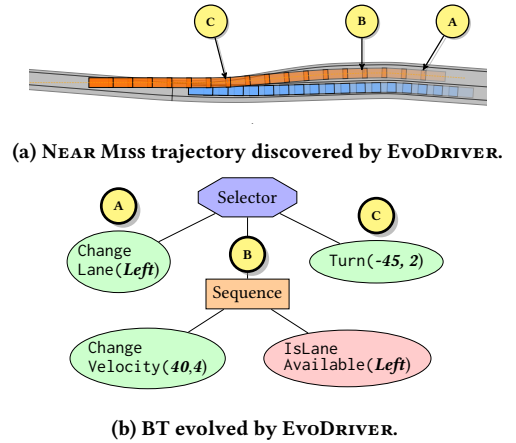 C
B
A
(a) NEAR MISS trajectory discovered by EVODRIVER.
A
Selector
C
Change
Lane(Left)
B
Turn(-45, 2)
Sequence
Change
Velocity(40,4)
IsLane
Available(Left)
(b) BT evolved by EVODRIVER.